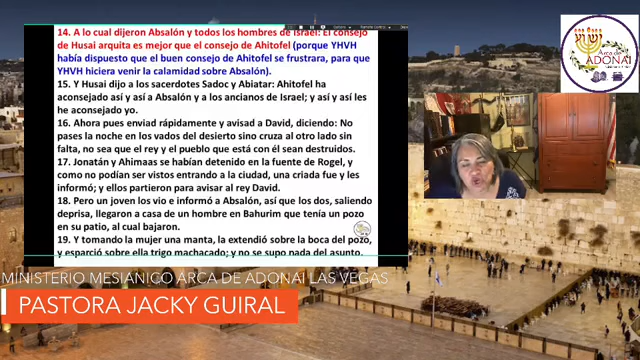 14. A lo cual dijeron Absalón y todos los hombres de Israel: El consejo
de Husai arquita es mejor que el consejo de Ahitofel (porque YHVH
había dispuesto que el buen consejo de Ahitofel se frustrara, para que
YHVH hiciera venir la calamidad sobre Absalón).
15. Y Husai dijo a los sacerdotes Sadoc y Abiatar: Ahitofel ha
aconsejado así y así a Absalón y a los ancianos de Israel; y así y así les
he aconsejado yo.
16. Ahora pues enviad rápidamente y avisad a David, diciendo: No
pases la noche en los vados del desierto sino cruza al otro lado sin
falta, no sea que el rey y el pueblo que está con él sean destruidos.
17. Jonatán y Ahimaas se habían detenido en la fuente de Rogel, y
como no podían ser vistos entrando a la ciudad, una criada fue y les
informó; y ellos partieron para avisar al rey David.
18. Pero un joven los vio e informó a Absalón, así que los dos, saliendo
deprisa, llegaron a casa de un hombre en Bahurim que tenía un pozo
en su patio, al cual bajaron.
19. Y tomando la mujer una manta, la extendió sobre la boca del pozo,
y esparció sobre ella trigo machacado; y no se supo nada del asunto.
Arca de
ADONAI
MINISTERIO MESIANICO ARCA DE ADONAI LAS VEGAS
PASTORA JACKY GUIRAL